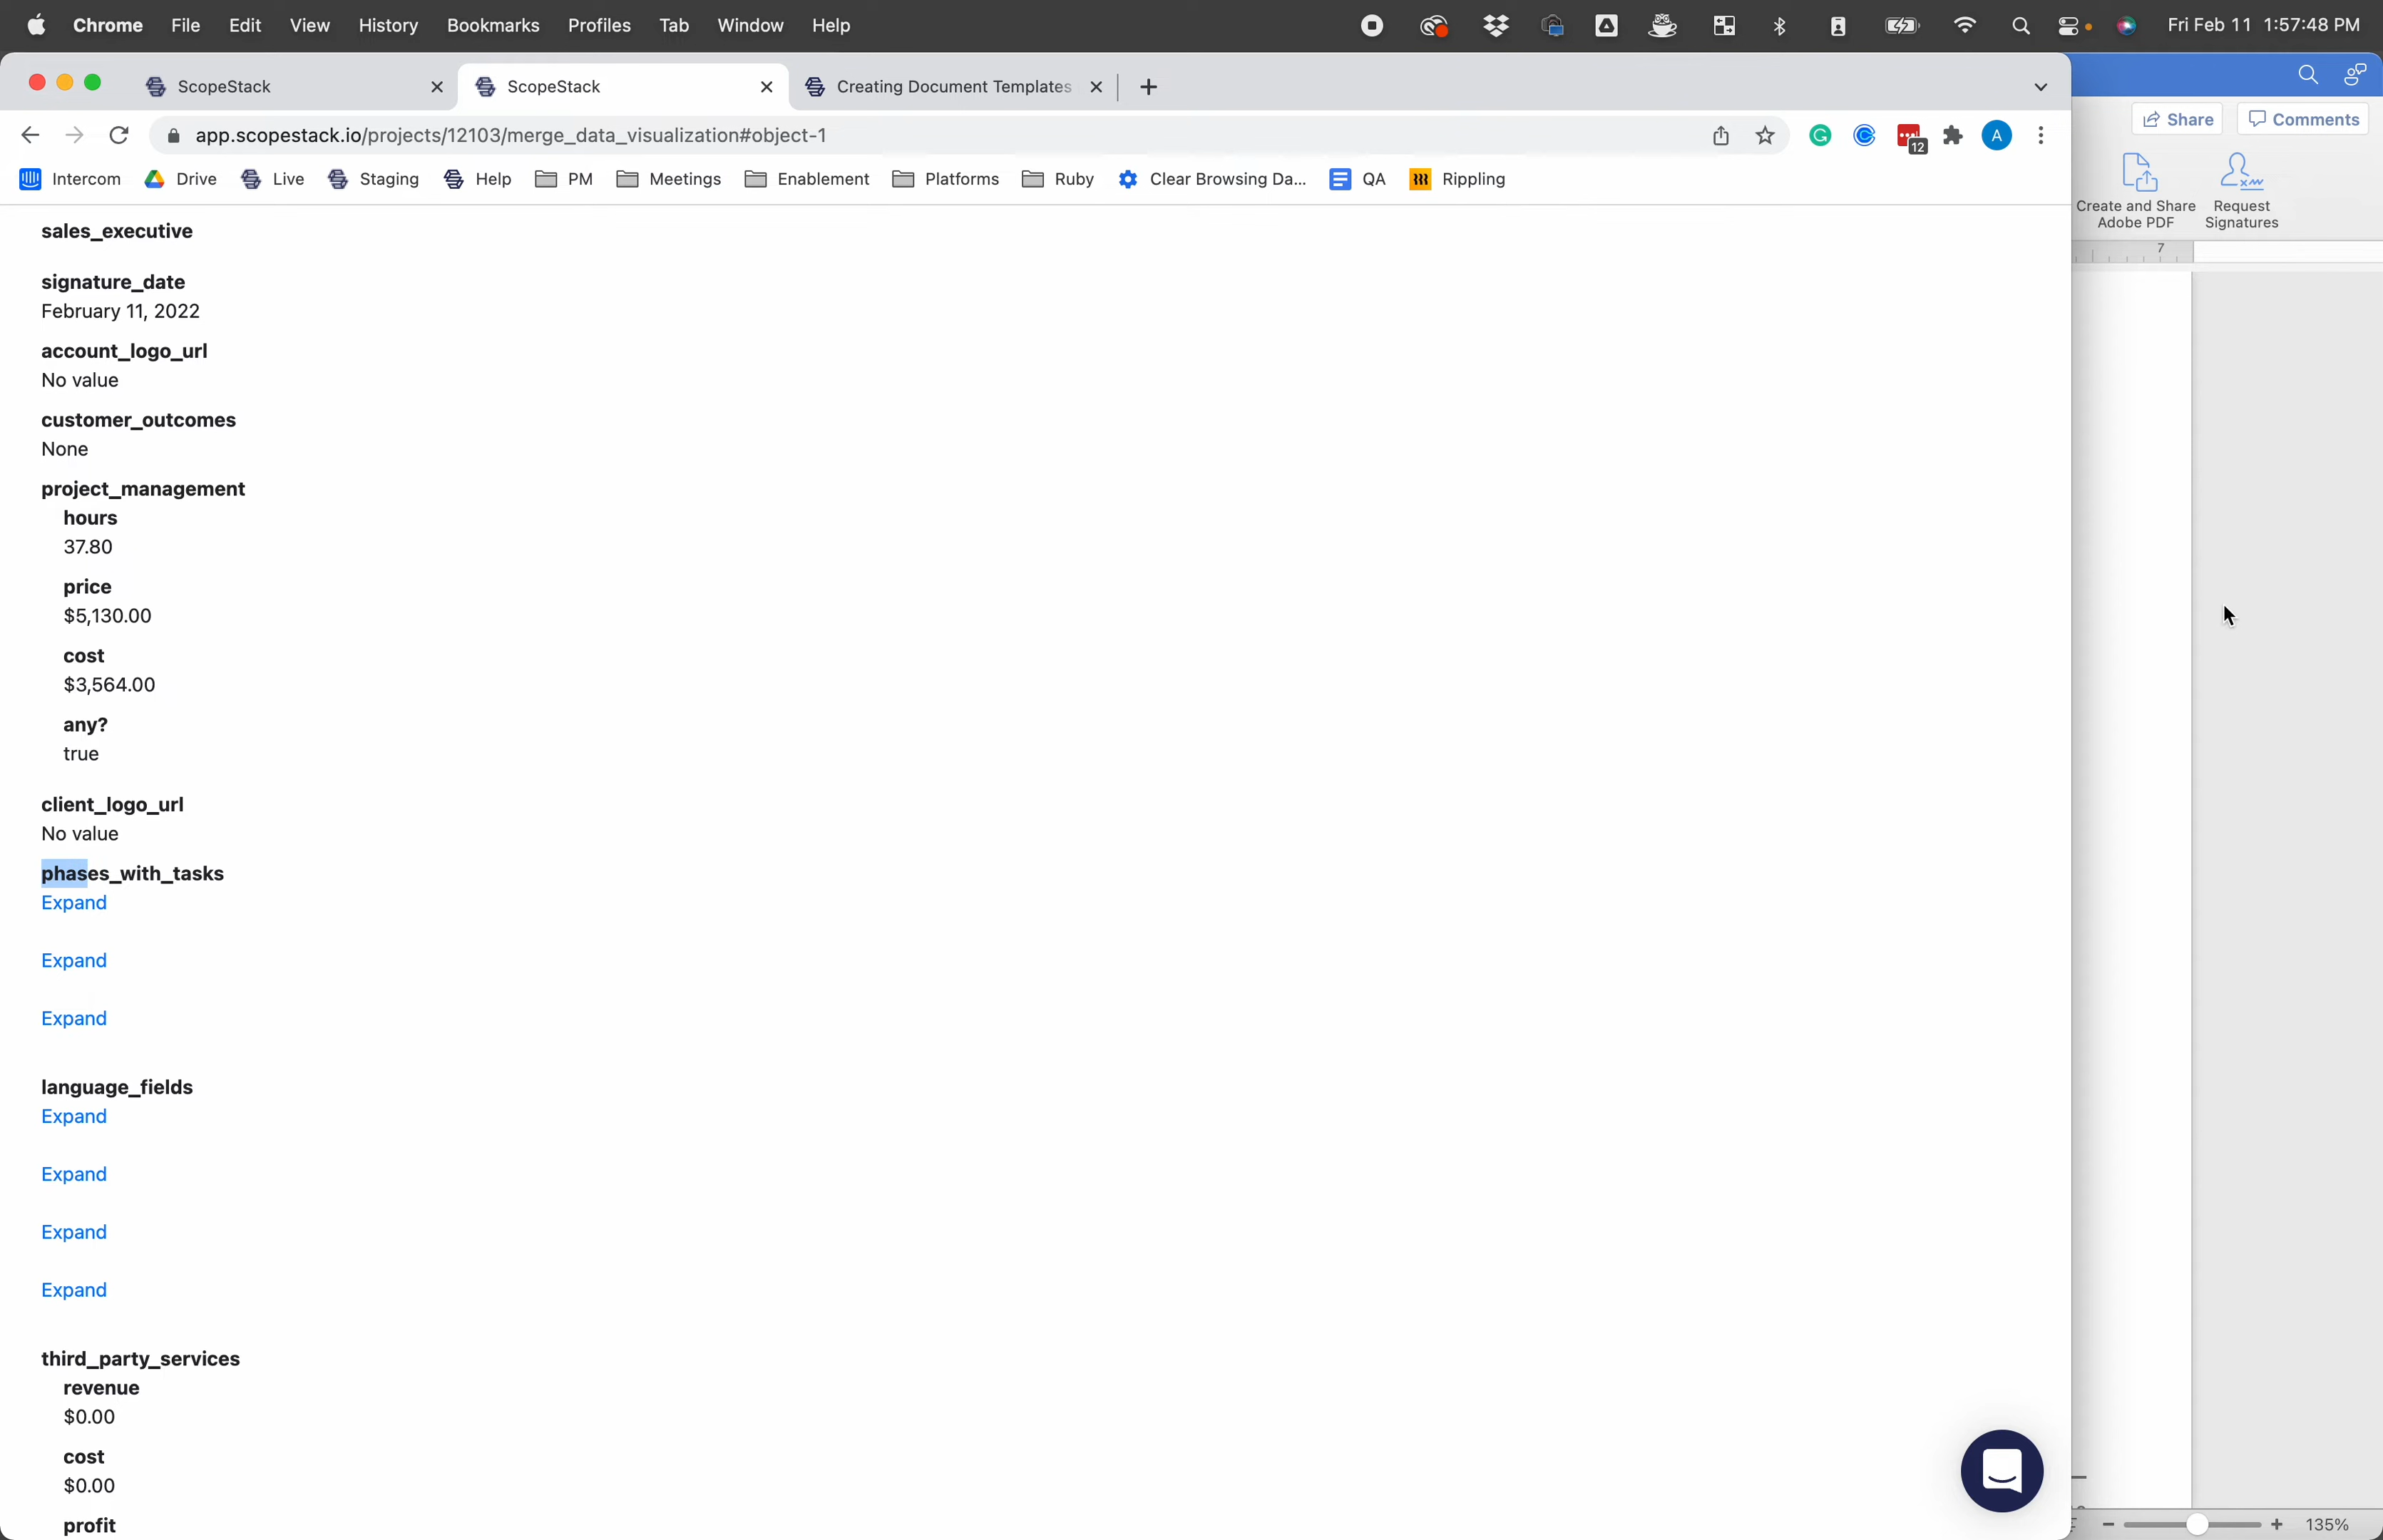 Chrome File Edit View History Bookmarks Profiles Tab Window Help Fri Feb 11 1:57:48 PM
ScopeStack ScopeStack Creating Document Templates
app.scopestack.io/projects/12103/merge_data_visualization#object-1 12 A
Share Comments
Intercom Drive Live Staging Help PM Meetings Enablement Platforms Ruby Clear Browsing Da... QA Rippling
Create and Share
Adobe PDF
Request
Signatures
7
sales_executive
signature_date
February 11, 2022
account_logo_url
No value
customer_outcomes
None
project_management
hours
37.80
price
$5,130.00
cost
$3,564.00
any?
true
client_logo_url
No value
phases_with_tasks
Expand
Expand
Expand
language_fields
Expand
Expand
Expand
Expand
third_party_services
revenue
$0.00
cost
$0.00
profit
135%